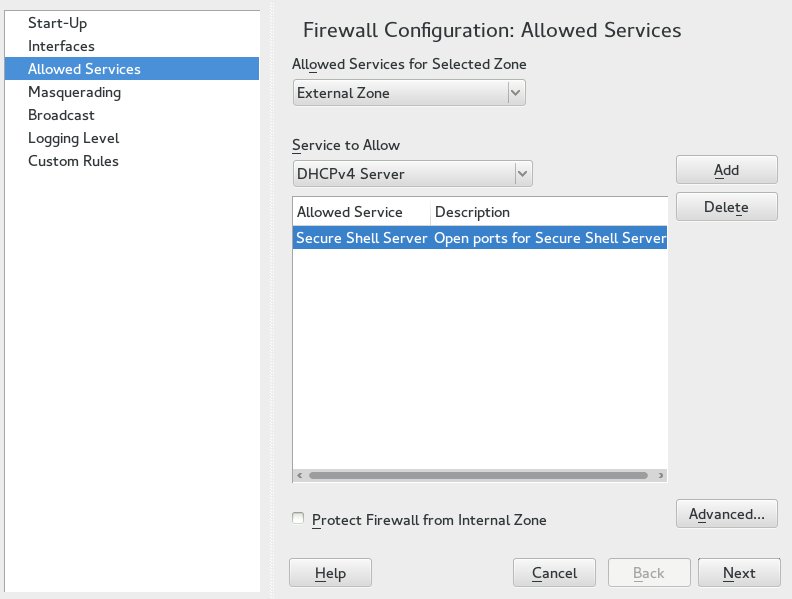 Start-Up
Interfaces
Allowed Services
Masquerading
Broadcast
Logging Level
Custom Rules
Firewall Configuration: Allowed Services
Allowed Services for Selected Zone
External Zone
Service to Allow
DHCPv4 Server
Add
Delete
Allowed Service Description
Secure Shell Server Open ports for Secure Shell Server
Protect Firewall from Internal Zone
Advanced...
Help Cancel Back Next